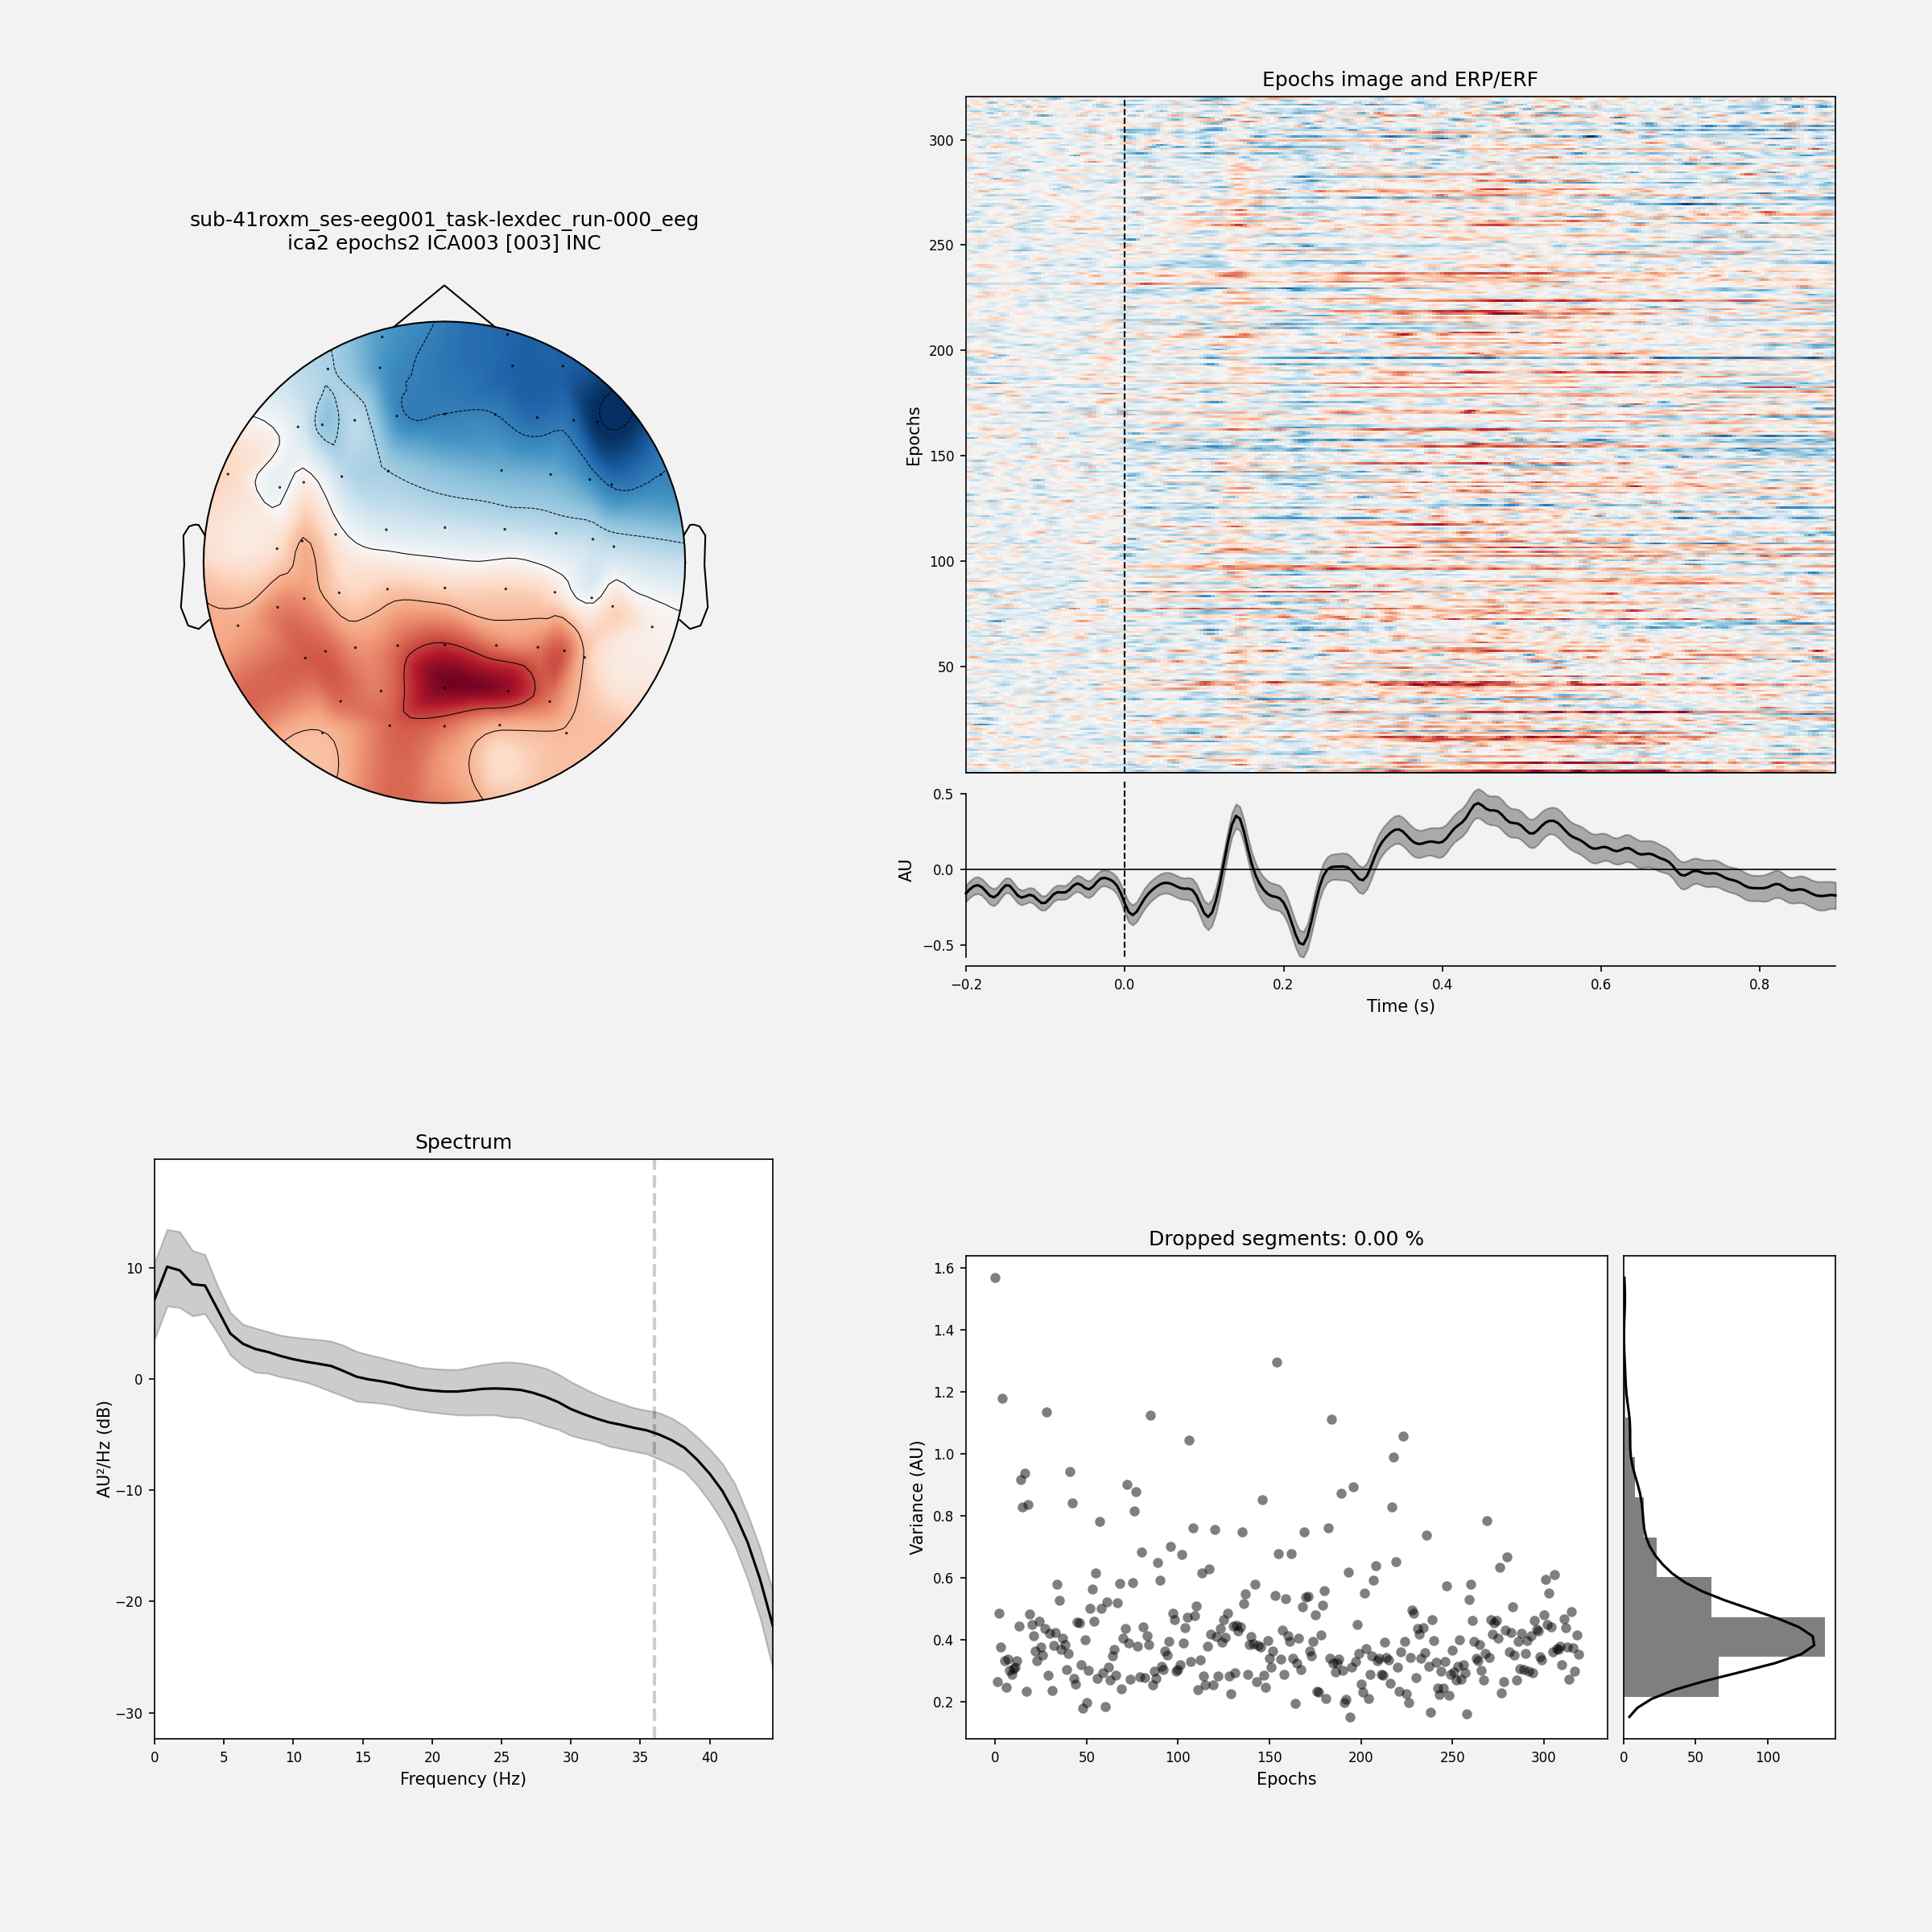 sub-41roxm_ses-eeg001_task-lexdec_run-000_eeg
ica2 epochs2 ICA003 [003] INC
Epochs image and ERP/ERF
300
250
200
150
100
50
Epochs
0.5
0.0
−0.5
AU
−0.2 0.0 0.2 0.4 0.6 0.8
Time (s)
Spectrum
10
0
−10
−20
−30
AU²/Hz (dB)
0 5 10 15 20 25 30 35 40
Frequency (Hz)
Dropped segments: 0.00 %
1.6
1.4
1.2
1.0
0.8
0.6
0.4
0.2
Variance (AU)
0 50 100 150 200 250 300
Epochs
0 50 100